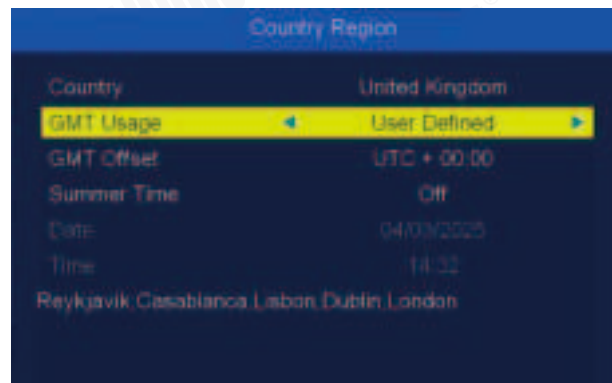 Country Region
Country United Kingdom
GMT Usage User Defined
GMT Offset UTC + 00:00
Summer Time Off
Date 04/03/2025
Time 14:32
Reykjavik,Casablanca,Lisbon,Dublin,London